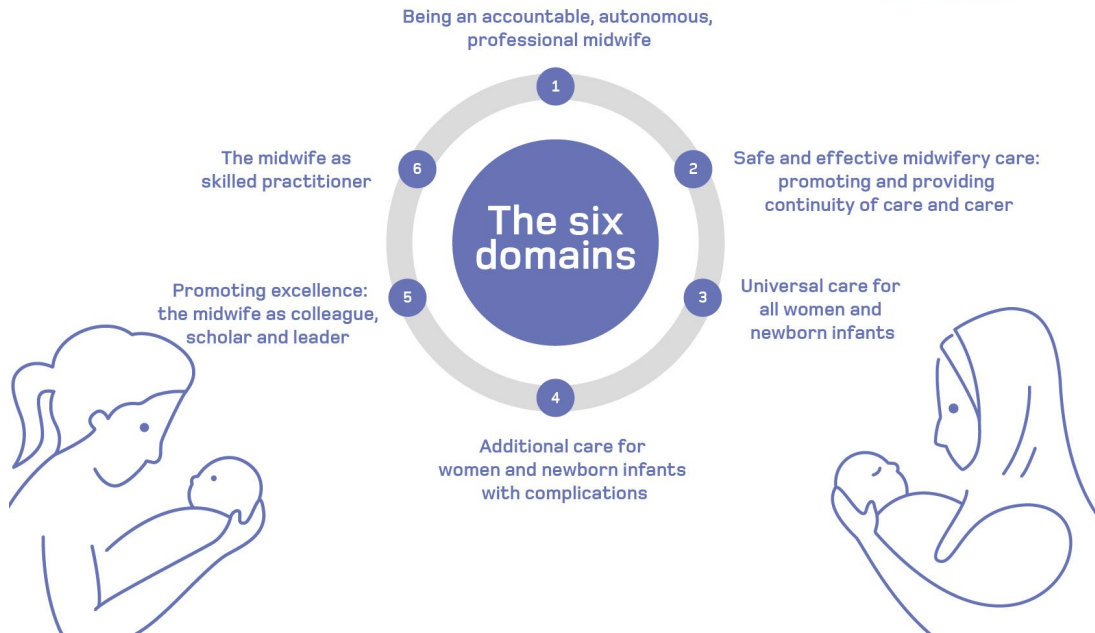 Being an accountable, autonomous,
professional midwife
1
The midwife as
skilled practitioner
6
2
Safe and effective midwifery care:
promoting and providing
continuity of care and carer
The six
domains
Promoting excellence:
the midwife as colleague,
scholar and leader
5
3
Universal care for
all women and
newborn infants
4
Additional care for
women and newborn infants
with complications